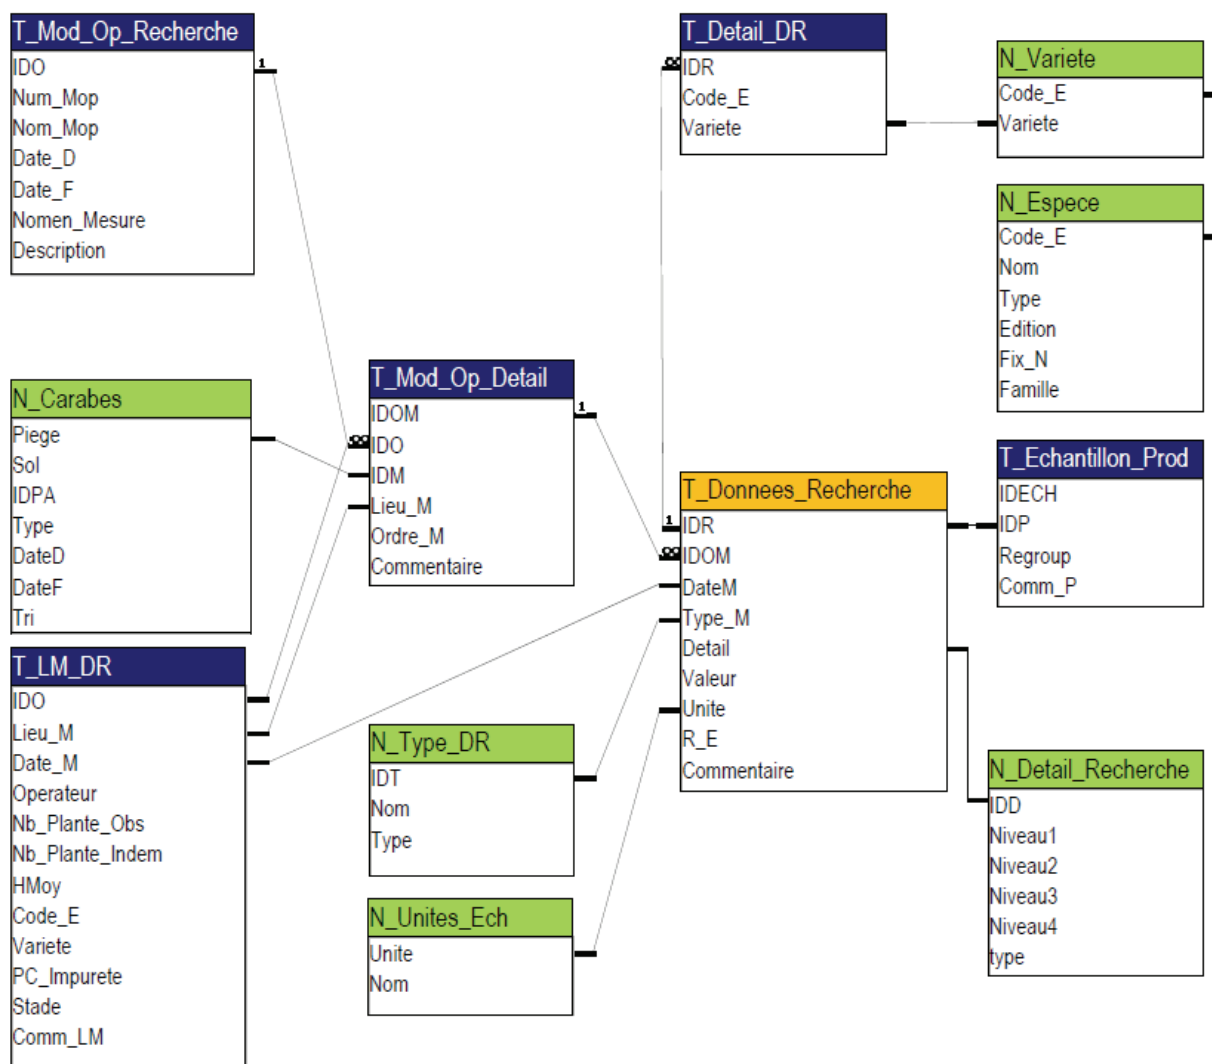 T_Mod_Op_Recherche
IDO
Num_Mop
Nom_Mop
Date_D
Date_F
Nomen_Mesure
Description
1
T_Detail_DR
IDR
Code_E
Variete
∞
N_Variete
Code_E
Variete
N_Espece
Code_E
Nom
Type
Edition
Fix_N
Famille
N_Carabes
Piege
Sol
IDPA
Type
DateD
DateF
Tri
T_Mod_Op_Detail
IDOM
IDO
IDM
Lieu_M
Ordre_M
Commentaire
∞
1
T_Donnees_Recherche
IDR
IDOM
DateM
Type_M
Detail
Valeur
Unite
R_E
Commentaire
1
∞
T_Echantillon_Prod
IDECH
IDP
Regroup
Comm_P
T_LM_DR
IDO
Lieu_M
Date_M
Operateur
Nb_Plante_Obs
Nb_Plante_Indem
HMoy
Code_E
Variete
PC_Impurete
Stade
Comm_LM
N_Type_DR
IDT
Nom
Type
N_Unites_Ech
Unite
Nom
N_Detail_Recherche
IDD
Niveau1
Niveau2
Niveau3
Niveau4
type